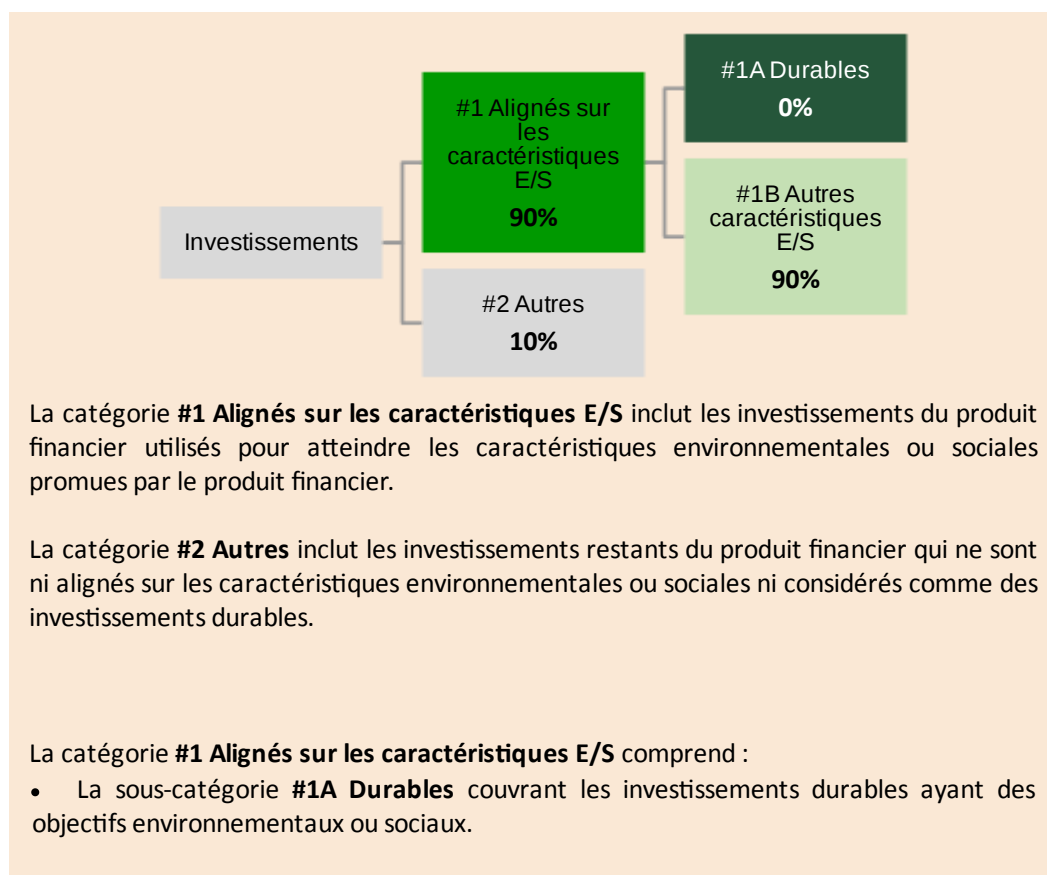 Investissements
#1 Alignés sur
les
caractéristiques
E/S
90%
#2 Autres
10%
#1A Durables
0%
#1B Autres
caractéristiques
E/S
90%
La catégorie #1 Alignés sur les caractéristiques E/S inclut les investissements du produit
financier utilisés pour atteindre les caractéristiques environnementales ou sociales
promues par le produit financier.
La catégorie #2 Autres inclut les investissements restants du produit financier qui ne sont
ni alignés sur les caractéristiques environnementales ou sociales ni considérés comme des
investissements durables.
La catégorie #1 Alignés sur les caractéristiques E/S comprend :
• La sous-catégorie #1A Durables couvrant les investissements durables ayant des
objectifs environnementaux ou sociaux.